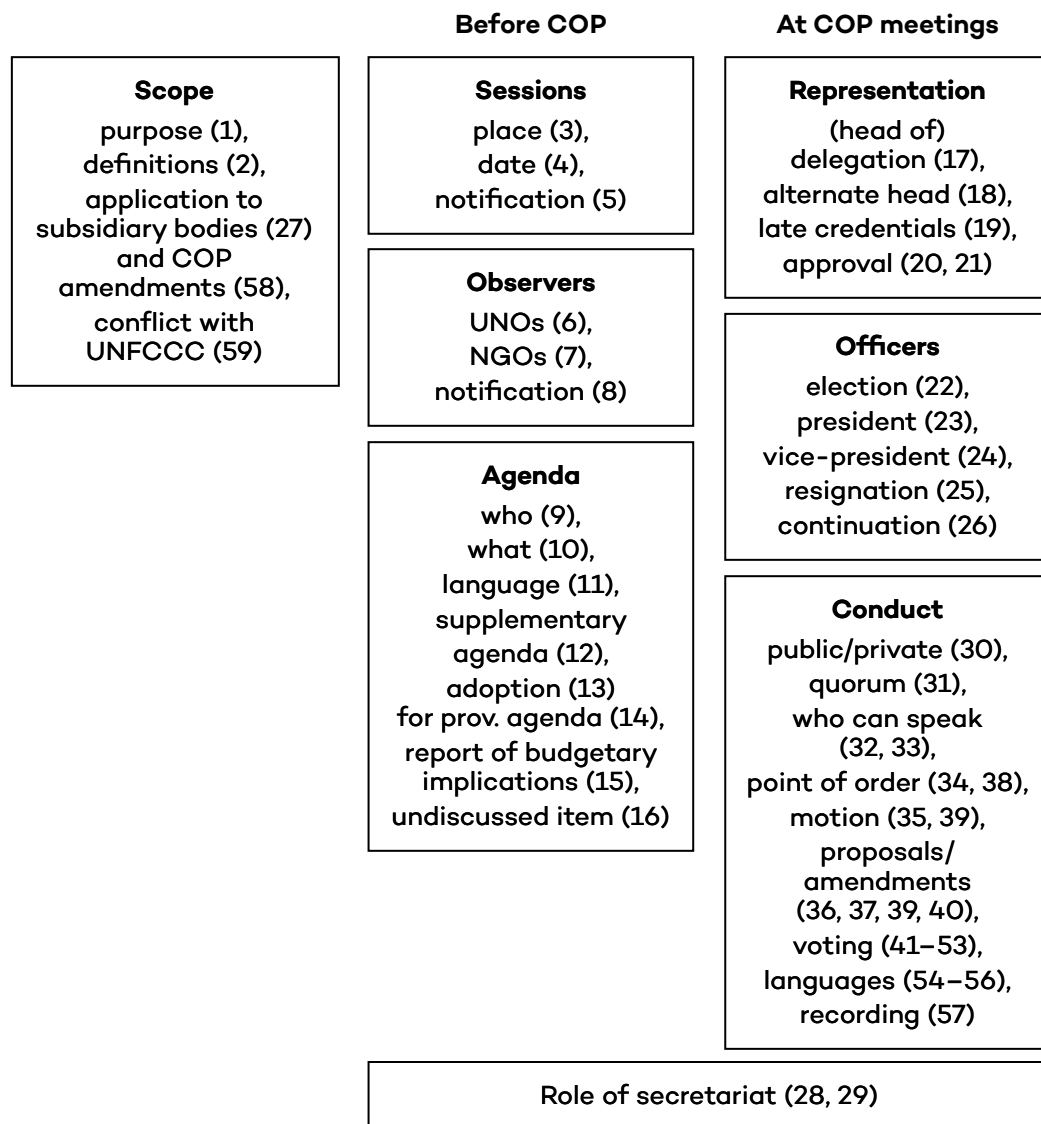 Before COP
At COP meetings
Scope
purpose (1),
definitions (2),
application to
subsidiary bodies (27)
and COP
amendments (58),
conflict with
UNFCCC (59)
Sessions
place (3),
date (4),
notification (5)
Observers
UNOs (6),
NGOs (7),
notification (8)
Agenda
who (9),
what (10),
language (11),
supplementary
agenda (12),
adoption (13)
for prov. agenda (14),
report of budgetary
implications (15),
undiscussed item (16)
Representation
(head of)
delegation (17),
alternate head (18),
late credentials (19),
approval (20, 21)
Officers
election (22),
president (23),
vice-president (24),
resignation (25),
continuation (26)
Conduct
public/private (30),
quorum (31),
who can speak
(32, 33),
point of order (34, 38),
motion (35, 39),
proposals/
amendments
(36, 37, 39, 40),
voting (41–53),
languages (54–56),
recording (57)
Role of secretariat (28, 29)